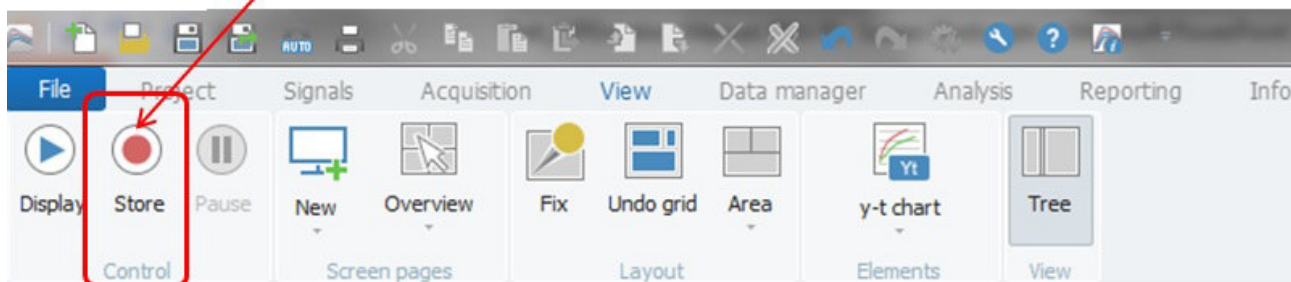 AUTO
File Project Signals Acquisition View Data manager Analysis Reporting Info
Yt
Display Store Pause New Overview Fix Undo grid Area y-t chart Tree
Control Screen pages Layout Elements View